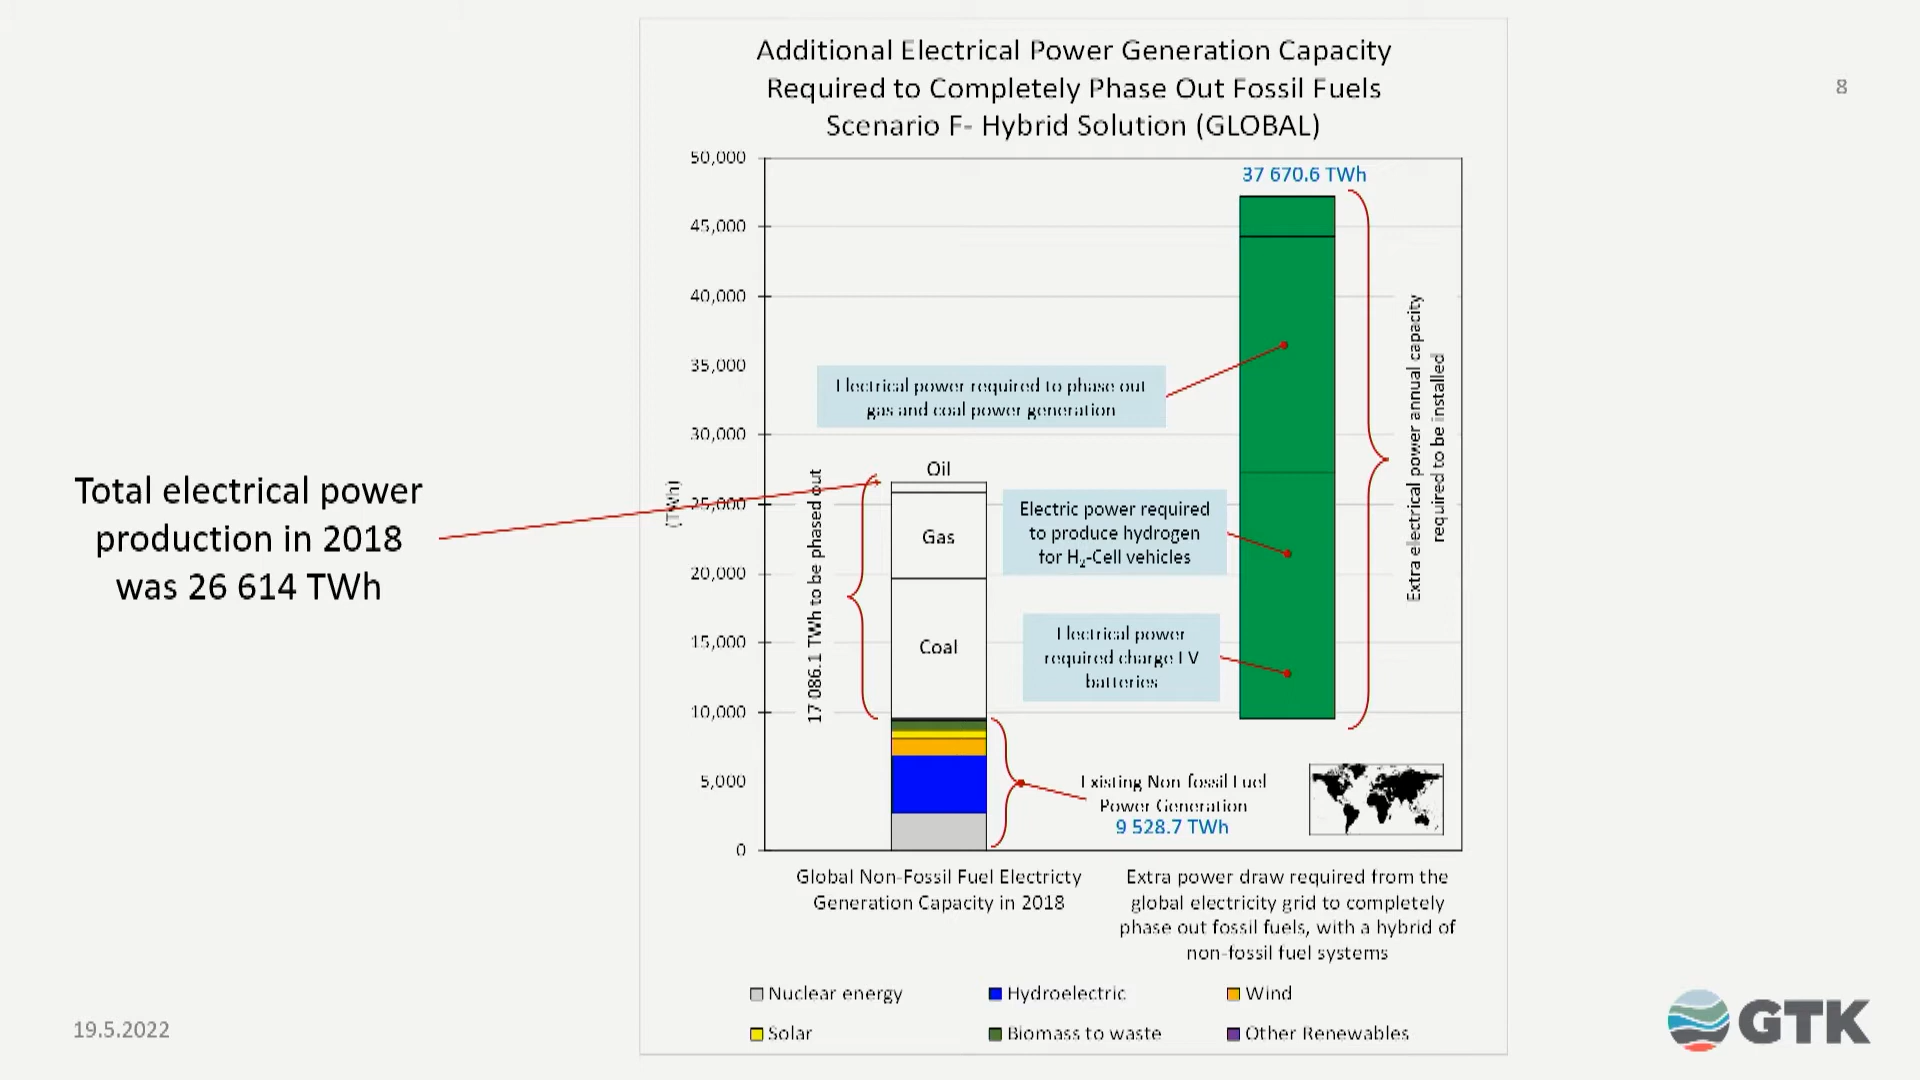 Additional Electrical Power Generation Capacity
Required to Completely Phase Out Fossil Fuels
Scenario F- Hybrid Solution (GLOBAL)
8
50,000
45,000
40,000
35,000
30,000
25,000
20,000
15,000
10,000
5,000
0
(TWh)
37 670.6 TWh
Electrical power required to phase out
gas and coal power generation
Oil
Gas
Coal
17 086.1 TWh to be phased out
Electric power required
to produce hydrogen
for H₂-Cell vehicles
Electrical power
required charge EV
batteries
Extra electrical power annual capacity
required to be installed
Existing Non-fossil Fuel
Power Generation
9 528.7 TWh
Total electrical power
production in 2018
was 26 614 TWh
Global Non-Fossil Fuel Electricty
Generation Capacity in 2018
Extra power draw required from the
global electricity grid to completely
phase out fossil fuels, with a hybrid of
non-fossil fuel systems
Nuclear energy
Hydroelectric
Wind
Solar
Biomass to waste
Other Renewables
19.5.2022
GTK